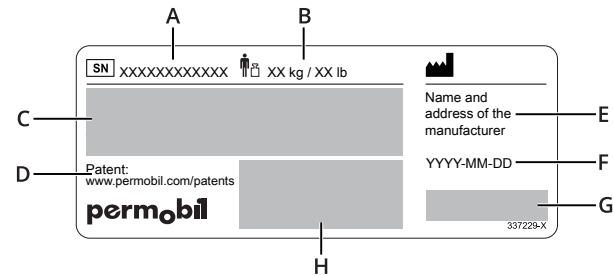 A
B
SN XXXXXXXXXXXX XX kg / XX lb
C
Name and
address of the
manufacturer
E
D
Patent:
www.permobil.com/patents
YYYY-MM-DD
F
permobil
G
337229-X
H